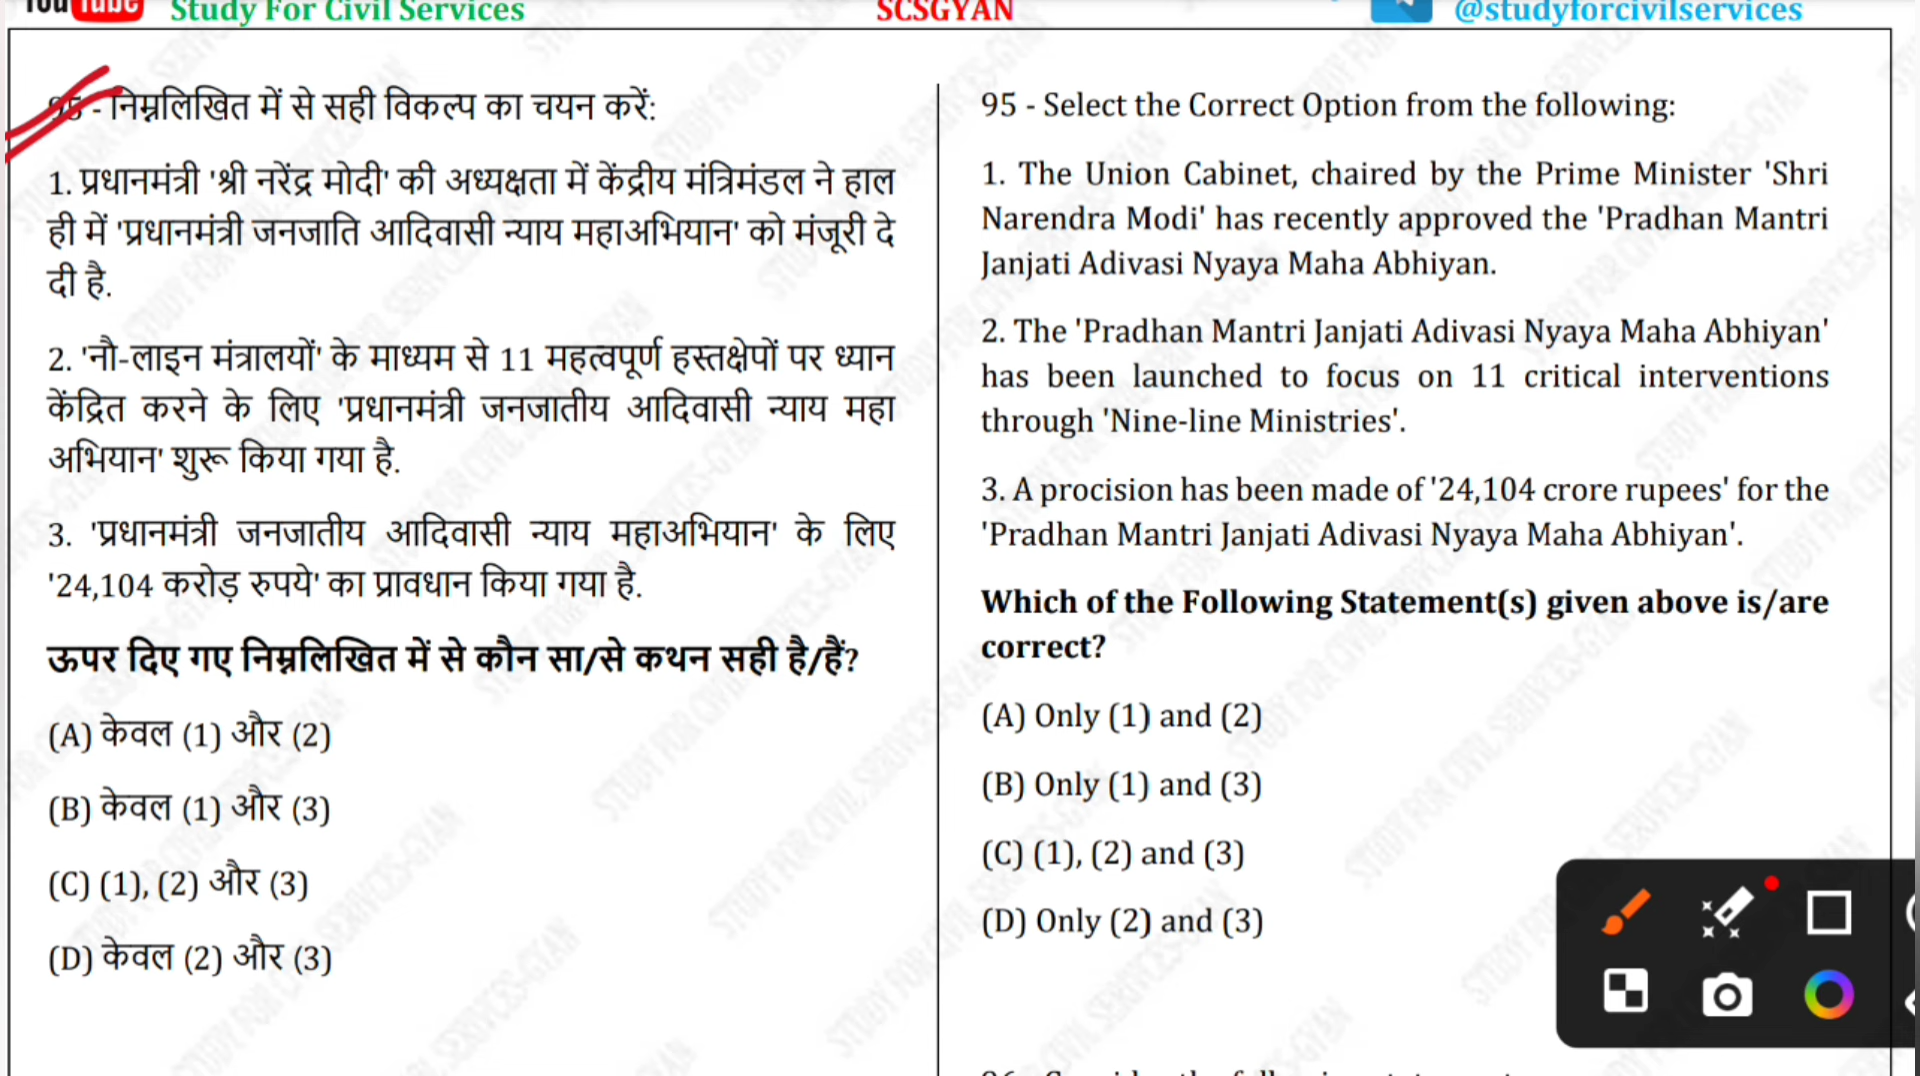 YouTube Study For Civil Services SCSGYAN @studyforcivilservices
95 - निम्नलिखित में से सही विकल्प का चयन करें:
1. प्रधानमंत्री 'श्री नरेंद्र मोदी' की अध्यक्षता में केंद्रीय मंत्रिमंडल ने हाल
ही में 'प्रधानमंत्री जनजाति आदिवासी न्याय महाअभियान' को मंजूरी दे
दी है.
2. 'नौ-लाइन मंत्रालयों' के माध्यम से 11 महत्वपूर्ण हस्तक्षेपों पर ध्यान
केंद्रित करने के लिए 'प्रधानमंत्री जनजातीय आदिवासी न्याय महा
अभियान' शुरू किया गया है.
3. 'प्रधानमंत्री जनजातीय आदिवासी न्याय महाअभियान' के लिए
'24,104 करोड़ रुपये' का प्रावधान किया गया है.
ऊपर दिए गए निम्नलिखित में से कौन सा/से कथन सही है/हैं?
(A) केवल (1) और (2)
(B) केवल (1) और (3)
(C) (1), (2) और (3)
(D) केवल (2) और (3)
95 - Select the Correct Option from the following:
1. The Union Cabinet, chaired by the Prime Minister 'Shri
Narendra Modi' has recently approved the 'Pradhan Mantri
Janjati Adivasi Nyaya Maha Abhiyan.
2. The 'Pradhan Mantri Janjati Adivasi Nyaya Maha Abhiyan'
has been launched to focus on 11 critical interventions
through 'Nine-line Ministries'.
3. A procision has been made of '24,104 crore rupees' for the
'Pradhan Mantri Janjati Adivasi Nyaya Maha Abhiyan'.
Which of the Following Statement(s) given above is/are
correct?
(A) Only (1) and (2)
(B) Only (1) and (3)
(C) (1), (2) and (3)
(D) Only (2) and (3)